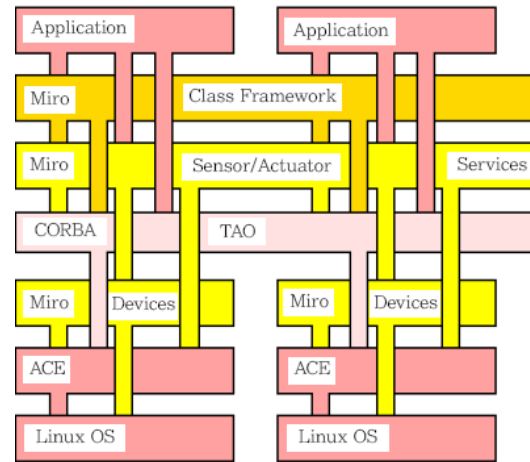 Application Application
Miro Class Framework
Miro Sensor/Actuator Services
CORBA TAO
Miro Devices Miro Devices
ACE ACE
Linux OS Linux OS